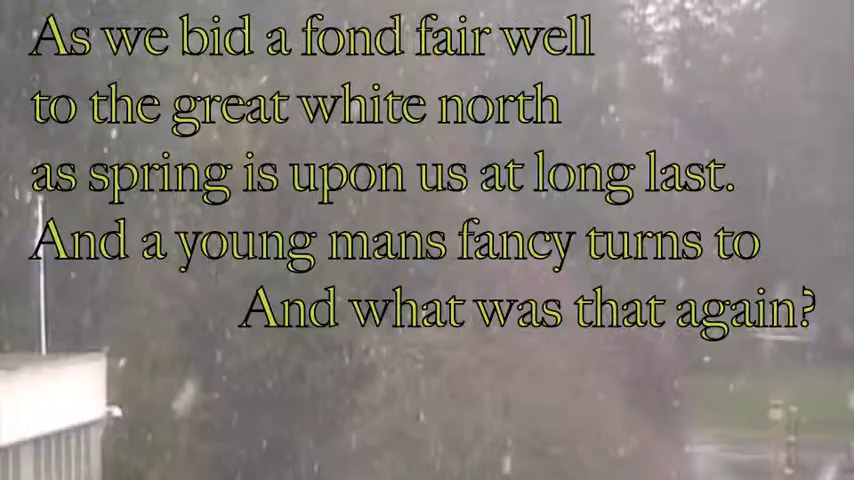 As we bid a fond fair well
to the great white north
as spring is upon us at long last.
And a young mans fancy turns to
And what was that again?